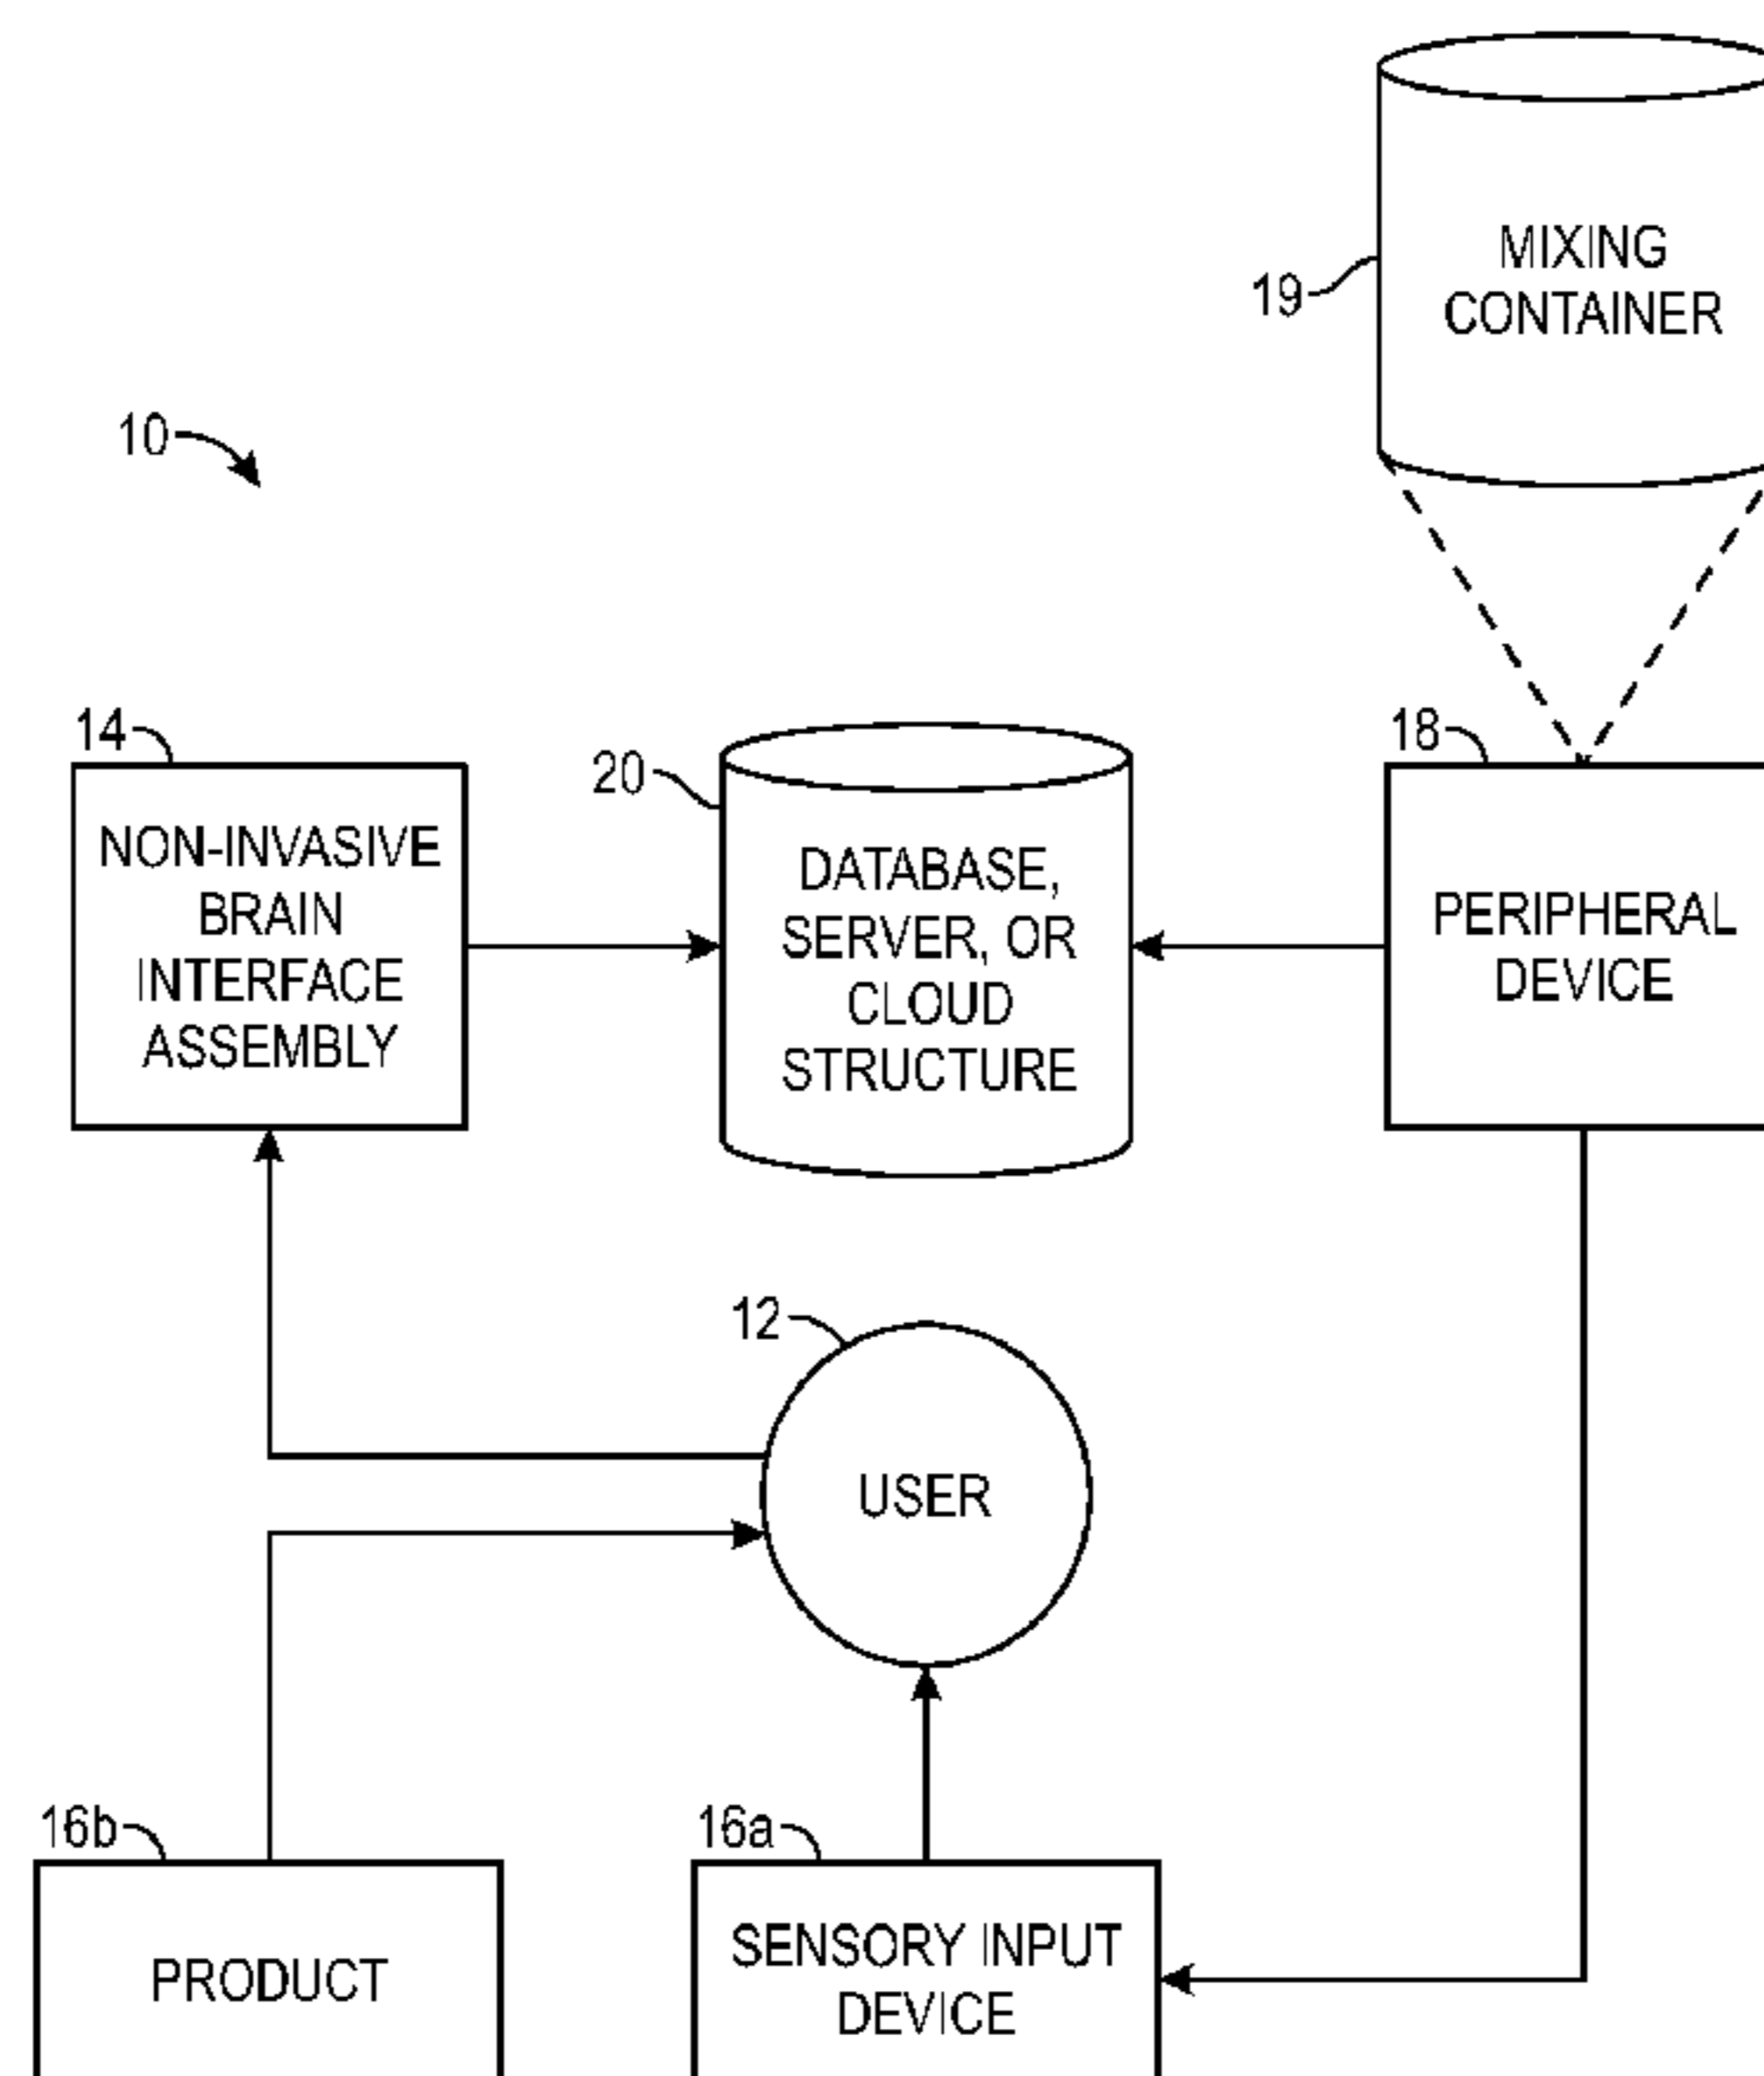 MIXING
CONTAINER
19
10
14
20
18
NON-INVASIVE
BRAIN
INTERFACE
ASSEMBLY
DATABASE,
SERVER, OR
CLOUD
STRUCTURE
PERIPHERAL
DEVICE
12
USER
16b
16a
PRODUCT
SENSORY INPUT
DEVICE